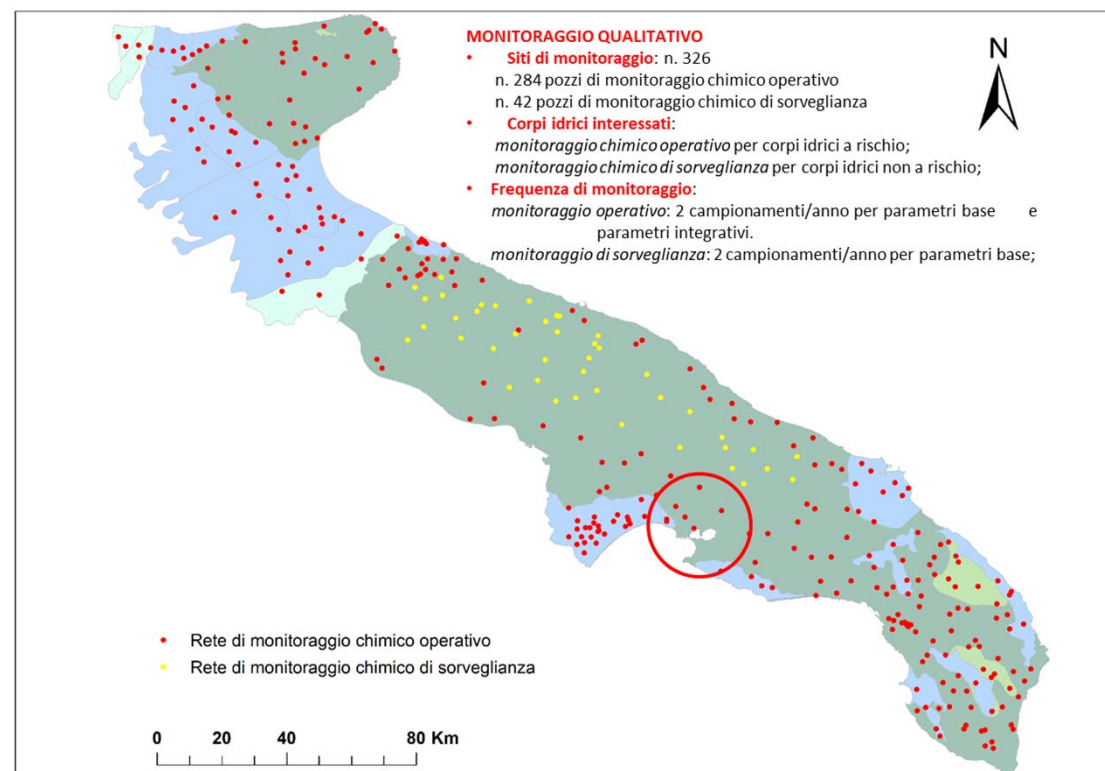 MONITORAGGIO QUALITATIVO
• Siti di monitoraggio: n. 326
n. 284 pozzi di monitoraggio chimico operativo
n. 42 pozzi di monitoraggio chimico di sorveglianza
• Corpi idrici interessati:
monitoraggio chimico operativo per corpi idrici a rischio;
monitoraggio chimico di sorveglianza per corpi idrici non a rischio;
• Frequenza di monitoraggio:
monitoraggio operativo: 2 campionamenti/anno per parametri base e
parametri integrativi.
monitoraggio di sorveglianza: 2 campionamenti/anno per parametri base;
N
Rete di monitoraggio chimico operativo
Rete di monitoraggio chimico di sorveglianza
0 20 40 80 Km